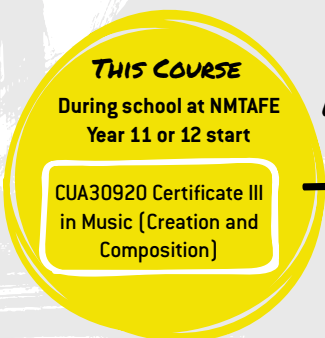 THIS COURSE
During school at NMTAFE
Year 11 or 12 start
CUA30920 Certificate III
in Music (Creation and
Composition)